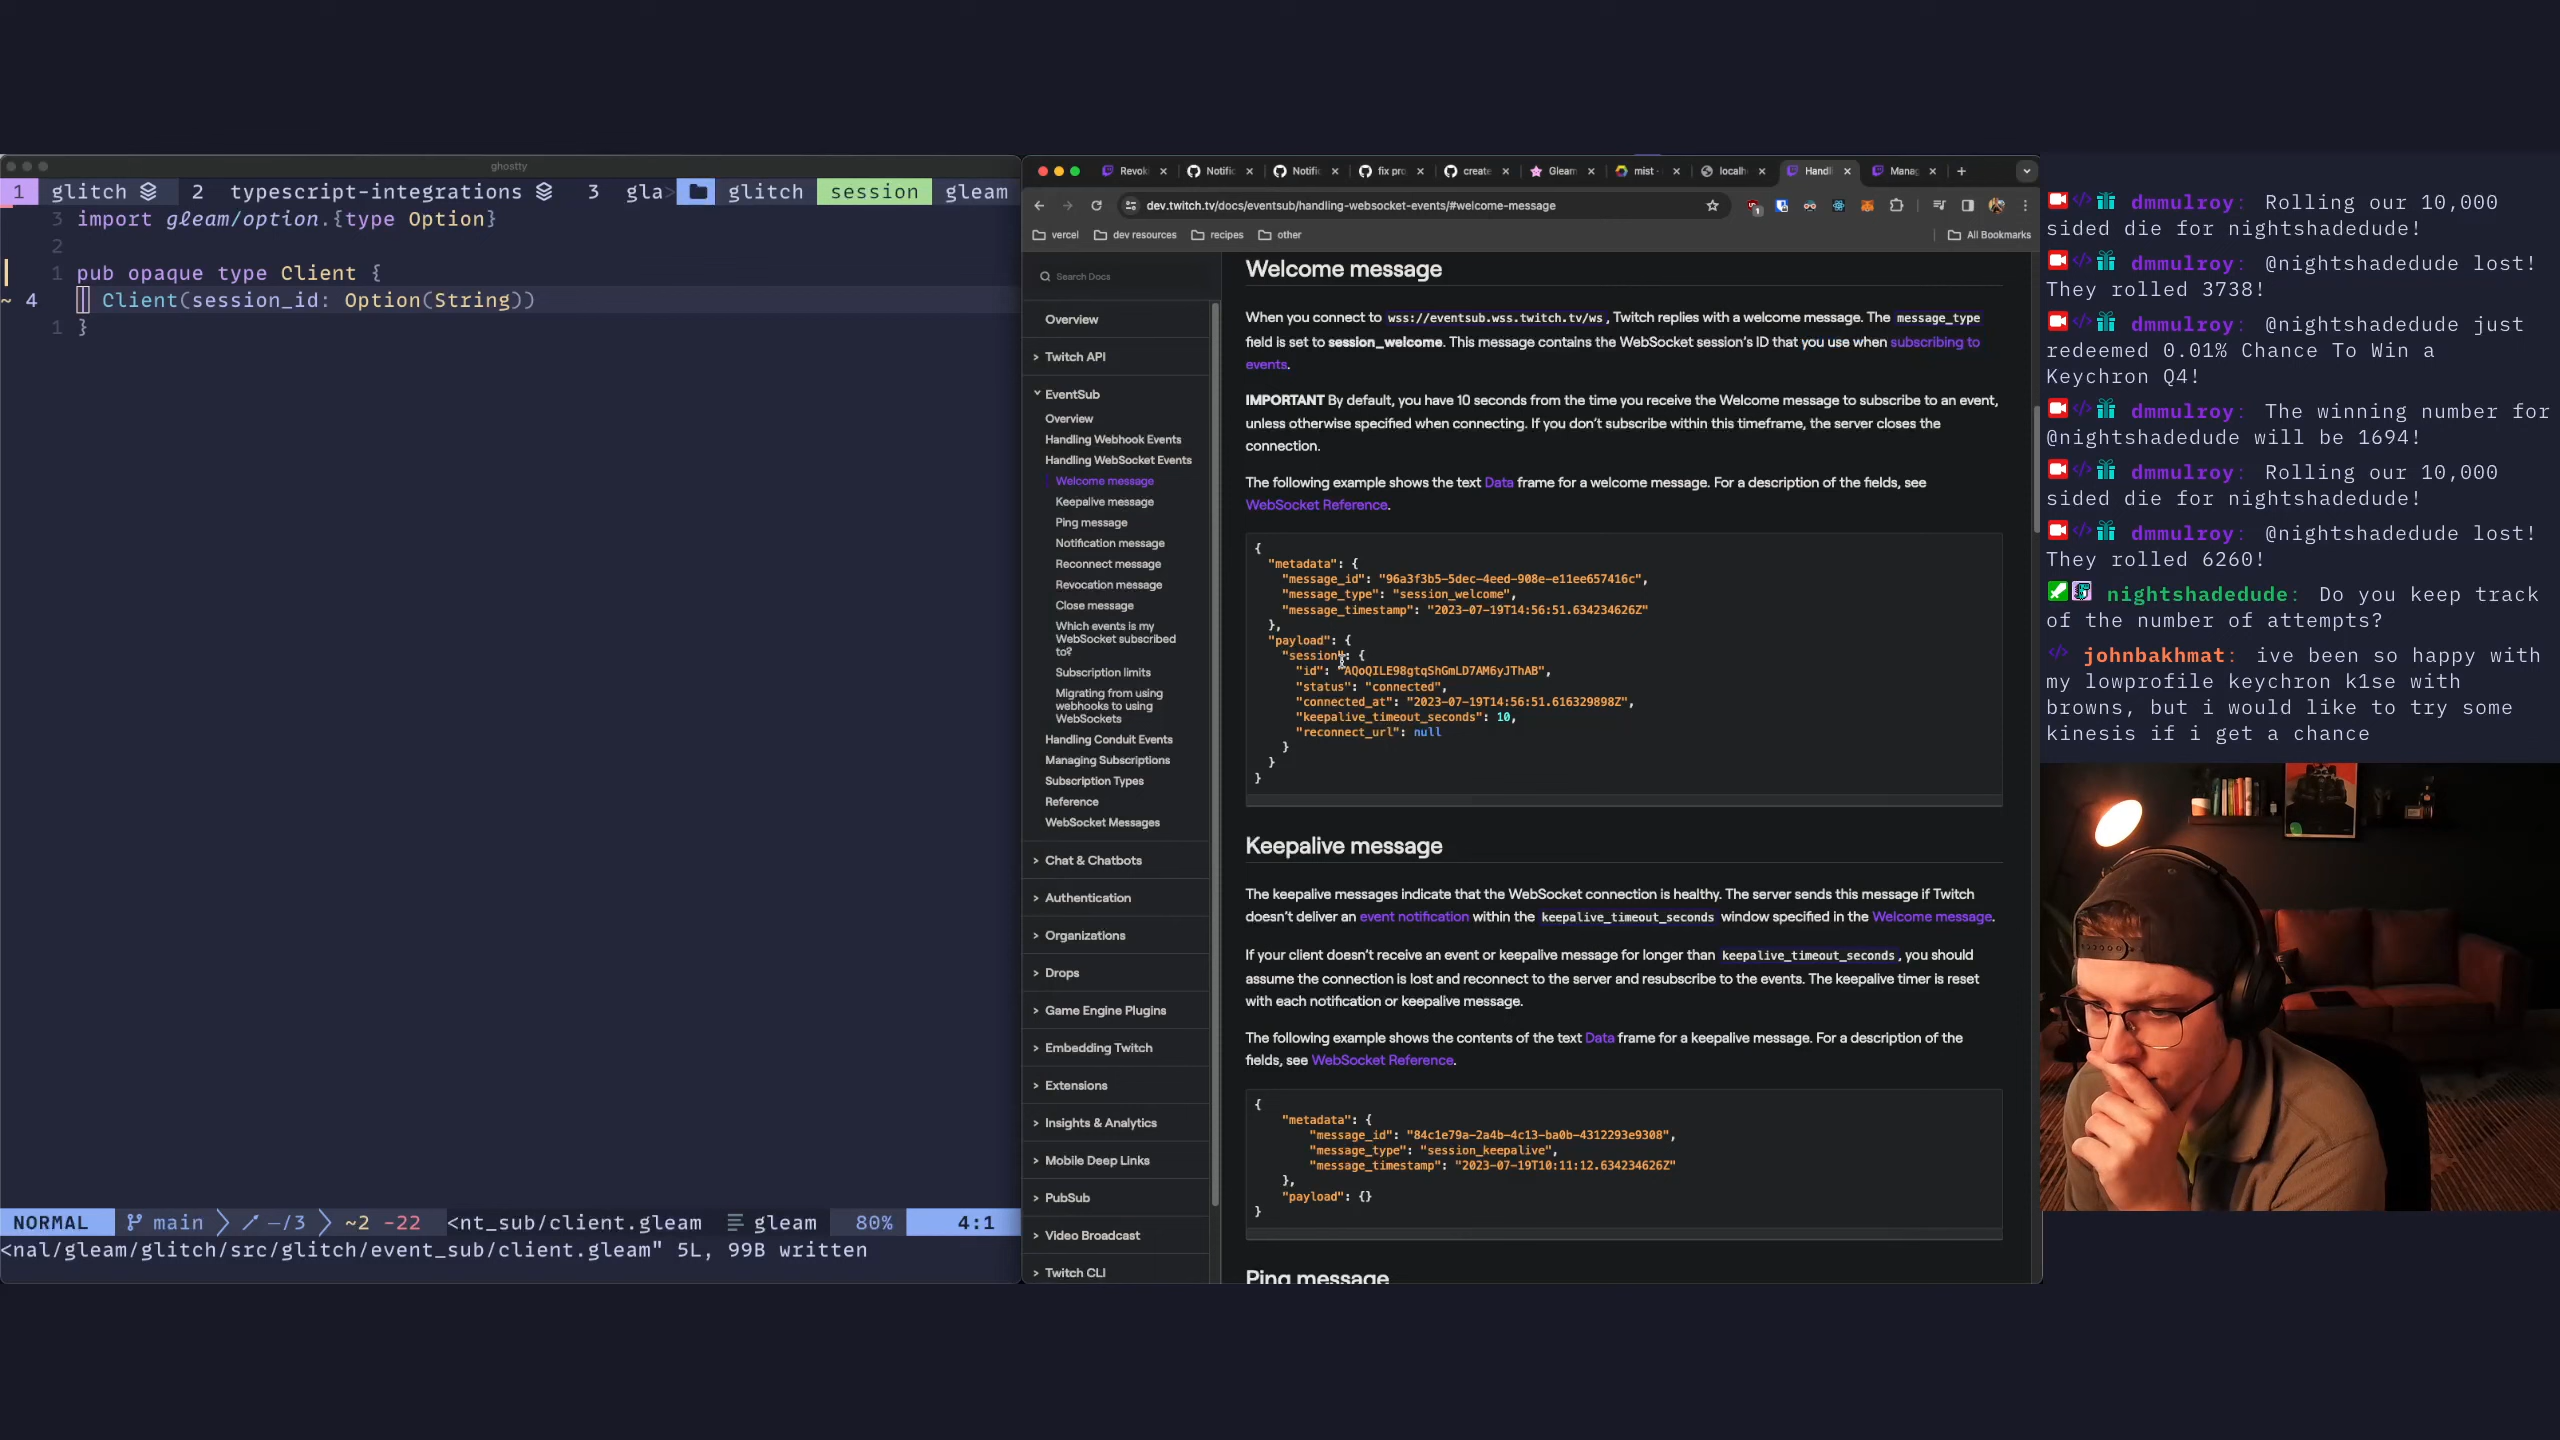 ghostty
1 glitch 2 typescript-integrations 3 gla> glitch session gleam
3 import gleam/option.{type Option}
2
1 pub opaque type Client {
~ 4 Client(session_id: Option(String))
1 }
NORMAL main —/3 ~2 -22 <nt_sub/client.gleam gleam 80% 4:1
<nal/gleam/glitch/src/glitch/event_sub/client.gleam" 5L, 99B written
Revok Notific Notific fix pro create Gleam mist - localh Handl Manag
dev.twitch.tv/docs/eventsub/handling-websocket-events/#welcome-message
vercel dev resources recipes other All Bookmarks
Search Docs
Overview
Twitch API
EventSub
Overview
Handling Webhook Events
Handling WebSocket Events
Welcome message
Keepalive message
Ping message
Notification message
Reconnect message
Revocation message
Close message
Which events is my
WebSocket subscribed
to?
Subscription limits
Migrating from using
webhooks to using
WebSockets
Handling Conduit Events
Managing Subscriptions
Subscription Types
Reference
WebSocket Messages
Chat & Chatbots
Authentication
Organizations
Drops
Game Engine Plugins
Embedding Twitch
Extensions
Insights & Analytics
Mobile Deep Links
PubSub
Video Broadcast
Twitch CLI
Welcome message
When you connect to wss://eventsub.wss.twitch.tv/ws, Twitch replies with a welcome message. The message_type
field is set to session_welcome. This message contains the WebSocket session's ID that you use when subscribing to
events.
IMPORTANT By default, you have 10 seconds from the time you receive the Welcome message to subscribe to an event,
unless otherwise specified when connecting. If you don't subscribe within this timeframe, the server closes the
connection.
The following example shows the text Data frame for a welcome message. For a description of the fields, see
WebSocket Reference.
{
"metadata": {
"message_id": "96a3f3b5-5dec-4eed-908e-e11ee657416c",
"message_type": "session_welcome",
"message_timestamp": "2023-07-19T14:56:51.634234626Z"
},
"payload": {
"session": {
"id": "AQoQILE98gtqShGmLD7AM6yJThAB",
"status": "connected",
"connected_at": "2023-07-19T14:56:51.616329898Z",
"keepalive_timeout_seconds": 10,
"reconnect_url": null
}
}
}
Keepalive message
The keepalive messages indicate that the WebSocket connection is healthy. The server sends this message if Twitch
doesn't deliver an event notification within the keepalive_timeout_seconds window specified in the Welcome message.
If your client doesn't receive an event or keepalive message for longer than keepalive_timeout_seconds, you should
assume the connection is lost and reconnect to the server and resubscribe to the events. The keepalive timer is reset
with each notification or keepalive message.
The following example shows the contents of the text Data frame for a keepalive message. For a description of the
fields, see WebSocket Reference.
{
"metadata": {
"message_id": "84c1e79a-2a4b-4c13-ba0b-4312293e9308",
"message_type": "session_keepalive",
"message_timestamp": "2023-07-19T10:11:12.634234626Z"
},
"payload": {}
}
Ping message
dmmulroy: Rolling our 10,000
sided die for nightshadedude!
dmmulroy: @nightshadedude lost!
They rolled 3738!
dmmulroy: @nightshadedude just
redeemed 0.01% Chance To Win a
Keychron Q4!
dmmulroy: The winning number for
@nightshadedude will be 1694!
dmmulroy: Rolling our 10,000
sided die for nightshadedude!
dmmulroy: @nightshadedude lost!
They rolled 6260!
nightshadedude: Do you keep track
of the number of attempts?
johnbakhmat: ive been so happy with
my lowprofile keychron k1se with
browns, but i would like to try some
kinesis if i get a chance